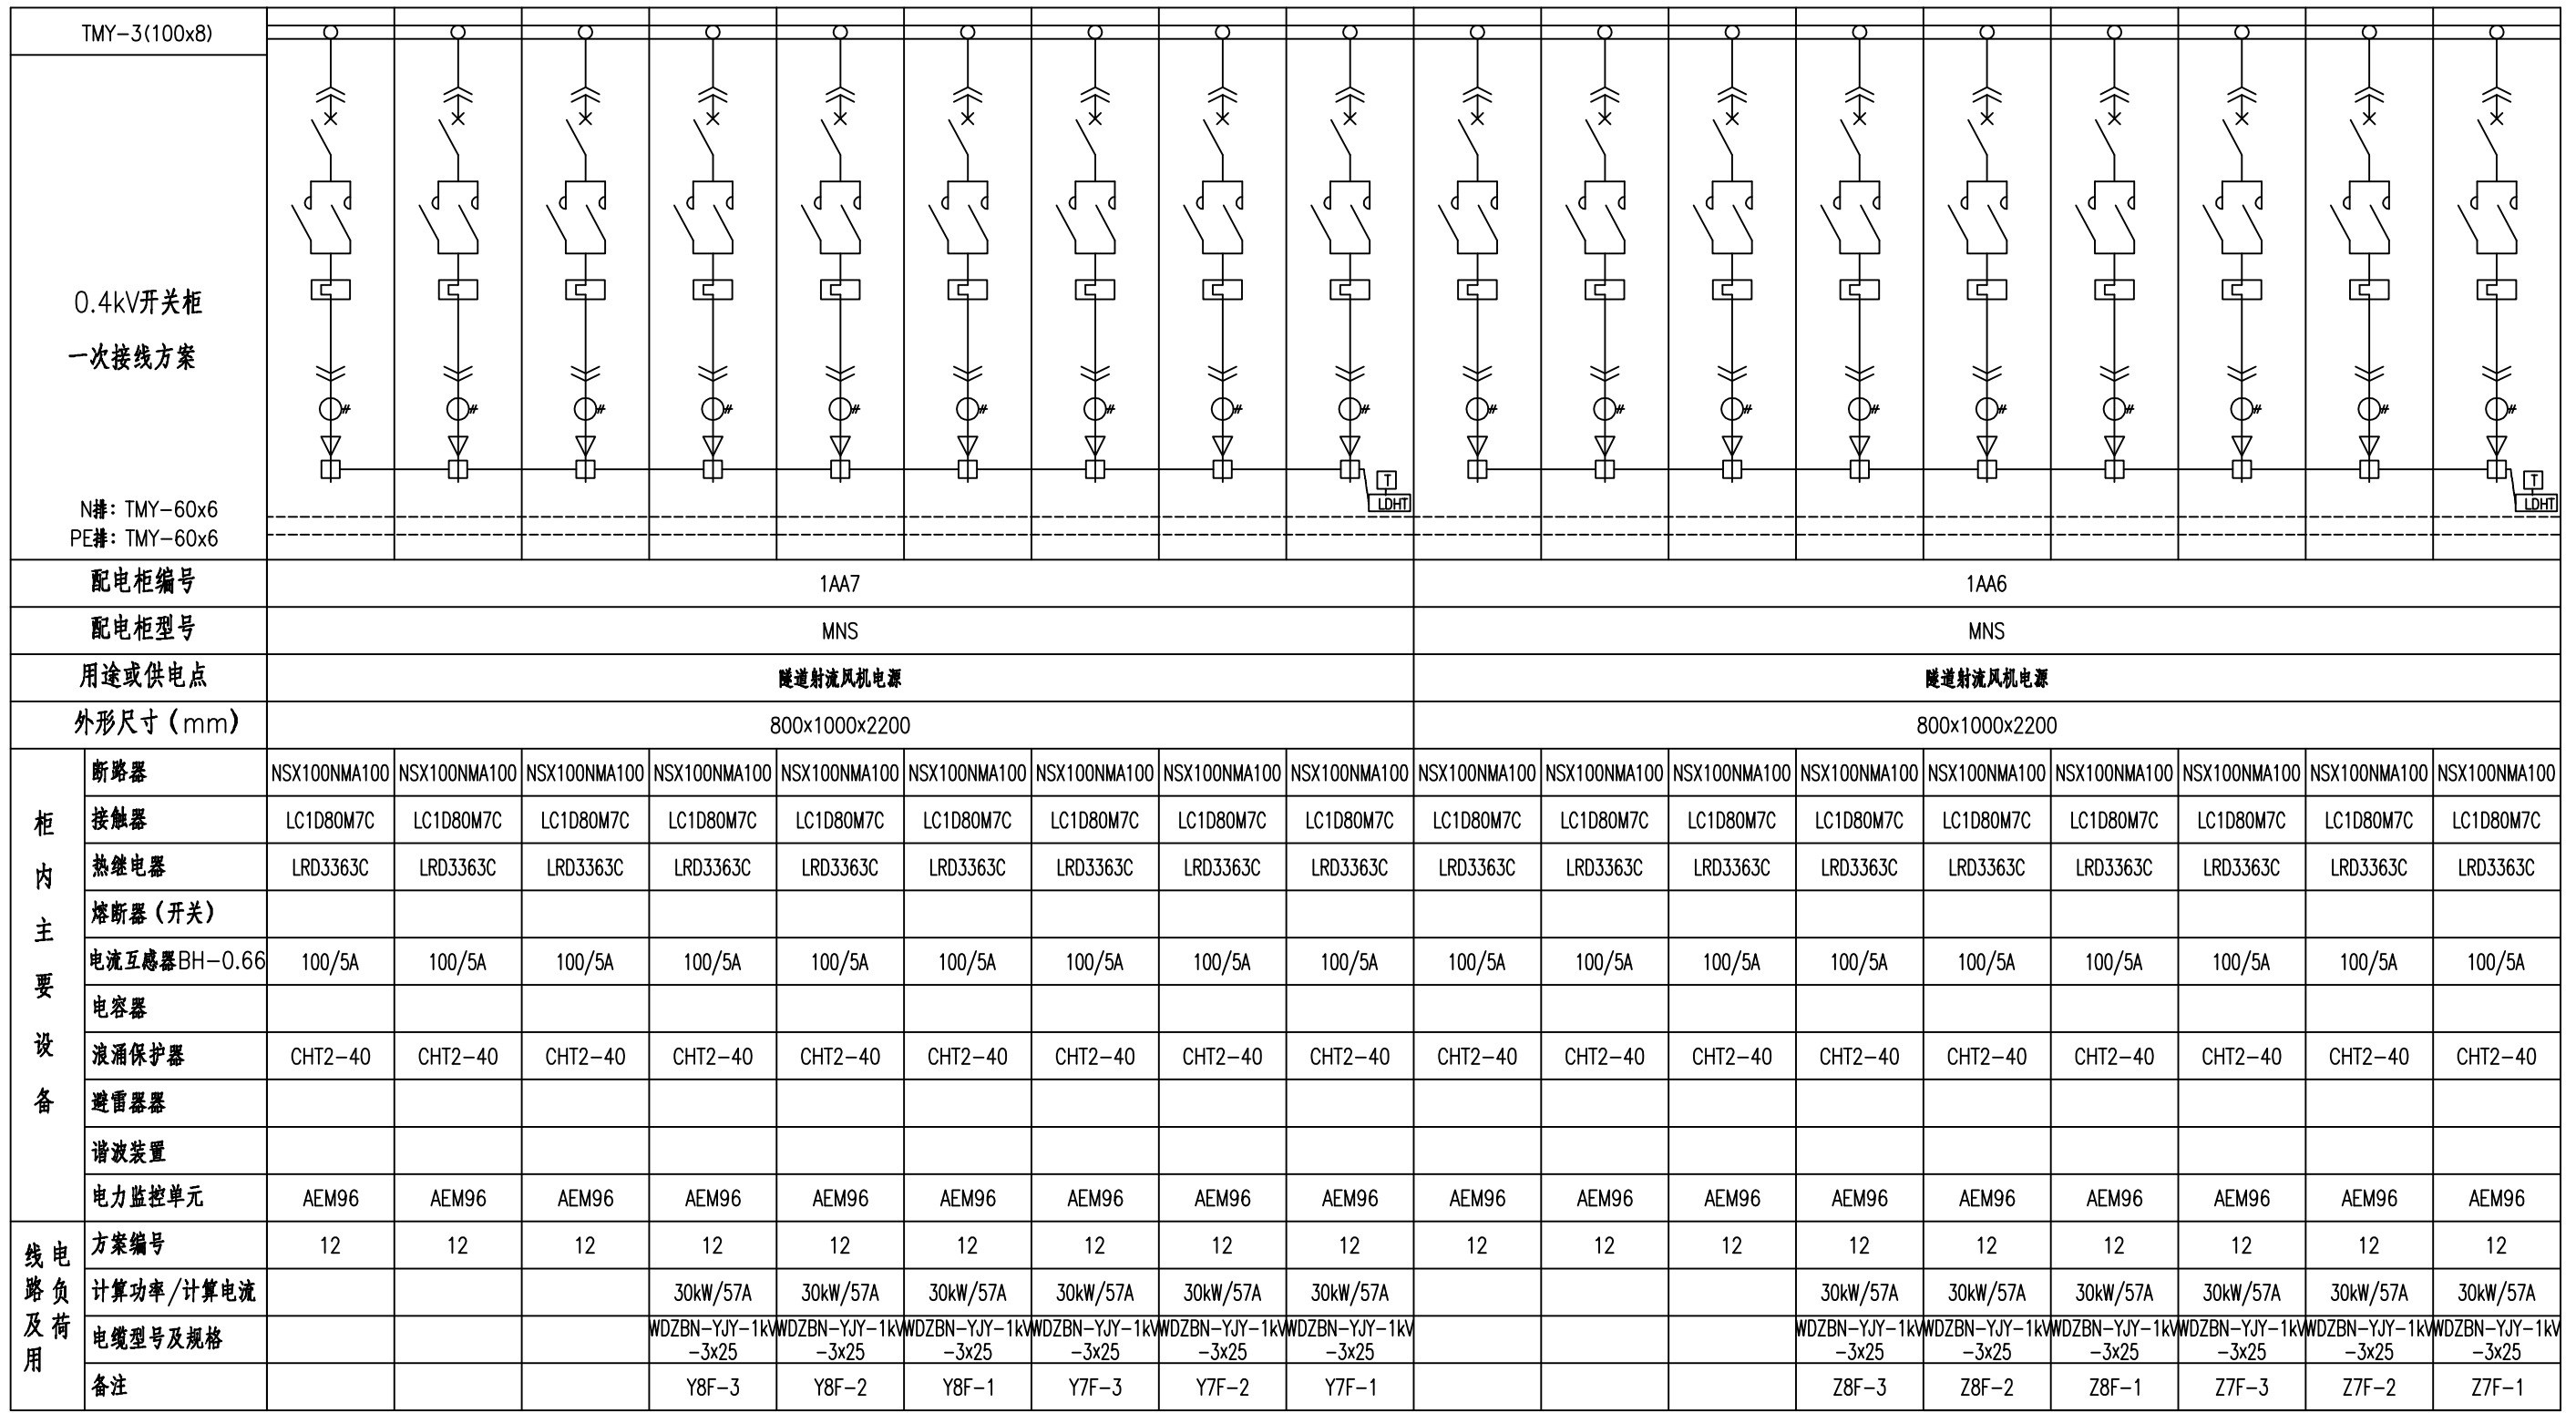 TMY-3(100x8)
0.4kV开关柜
一次接线方案
T
T
LDHT
LDHT
N排: TMY-60x6
PE排: TMY-60x6
配电柜编号 1AA7 1AA6
配电柜型号 MNS MNS
用途或供电点 隧道射流风机电源 隧道射流风机电源
外形尺寸(mm) 800x1000x2200 800x1000x2200
柜内主要设备
断路器 NSX100NMA100 NSX100NMA100 NSX100NMA100 NSX100NMA100 NSX100NMA100 NSX100NMA100 NSX100NMA100 NSX100NMA100 NSX100NMA100 NSX100NMA100 NSX100NMA100 NSX100NMA100 NSX100NMA100 NSX100NMA100 NSX100NMA100 NSX100NMA100 NSX100NMA100 NSX100NMA100
接触器 LC1D80M7C LC1D80M7C LC1D80M7C LC1D80M7C LC1D80M7C LC1D80M7C LC1D80M7C LC1D80M7C LC1D80M7C LC1D80M7C LC1D80M7C LC1D80M7C LC1D80M7C LC1D80M7C LC1D80M7C LC1D80M7C LC1D80M7C LC1D80M7C
热继电器 LRD3363C LRD3363C LRD3363C LRD3363C LRD3363C LRD3363C LRD3363C LRD3363C LRD3363C LRD3363C LRD3363C LRD3363C LRD3363C LRD3363C LRD3363C LRD3363C LRD3363C LRD3363C
熔断器(开关)
电流互感器BH-0.66 100/5A 100/5A 100/5A 100/5A 100/5A 100/5A 100/5A 100/5A 100/5A 100/5A 100/5A 100/5A 100/5A 100/5A 100/5A 100/5A 100/5A 100/5A
电容器
浪涌保护器 CHT2-40 CHT2-40 CHT2-40 CHT2-40 CHT2-40 CHT2-40 CHT2-40 CHT2-40 CHT2-40 CHT2-40 CHT2-40 CHT2-40 CHT2-40 CHT2-40 CHT2-40 CHT2-40 CHT2-40 CHT2-40
避雷器器
谐波装置
电力监控单元 AEM96 AEM96 AEM96 AEM96 AEM96 AEM96 AEM96 AEM96 AEM96 AEM96 AEM96 AEM96 AEM96 AEM96 AEM96 AEM96 AEM96 AEM96
线路及用
电负荷
方案编号 12 12 12 12 12 12 12 12 12 12 12 12 12 12 12 12 12 12
计算功率/计算电流 30kW/57A 30kW/57A 30kW/57A 30kW/57A 30kW/57A 30kW/57A 30kW/57A 30kW/57A 30kW/57A 30kW/57A 30kW/57A 30kW/57A
电缆型号及规格 WDZBN-YJY-1kV WDZBN-YJY-1kV WDZBN-YJY-1kV WDZBN-YJY-1kV WDZBN-YJY-1kV WDZBN-YJY-1kV WDZBN-YJY-1kV WDZBN-YJY-1kV WDZBN-YJY-1kV WDZBN-YJY-1kV WDZBN-YJY-1kV WDZBN-YJY-1kV
-3x25 -3x25 -3x25 -3x25 -3x25 -3x25 -3x25 -3x25 -3x25 -3x25 -3x25 -3x25
备注 Y8F-3 Y8F-2 Y8F-1 Y7F-3 Y7F-2 Y7F-1 Z8F-3 Z8F-2 Z8F-1 Z7F-3 Z7F-2 Z7F-1